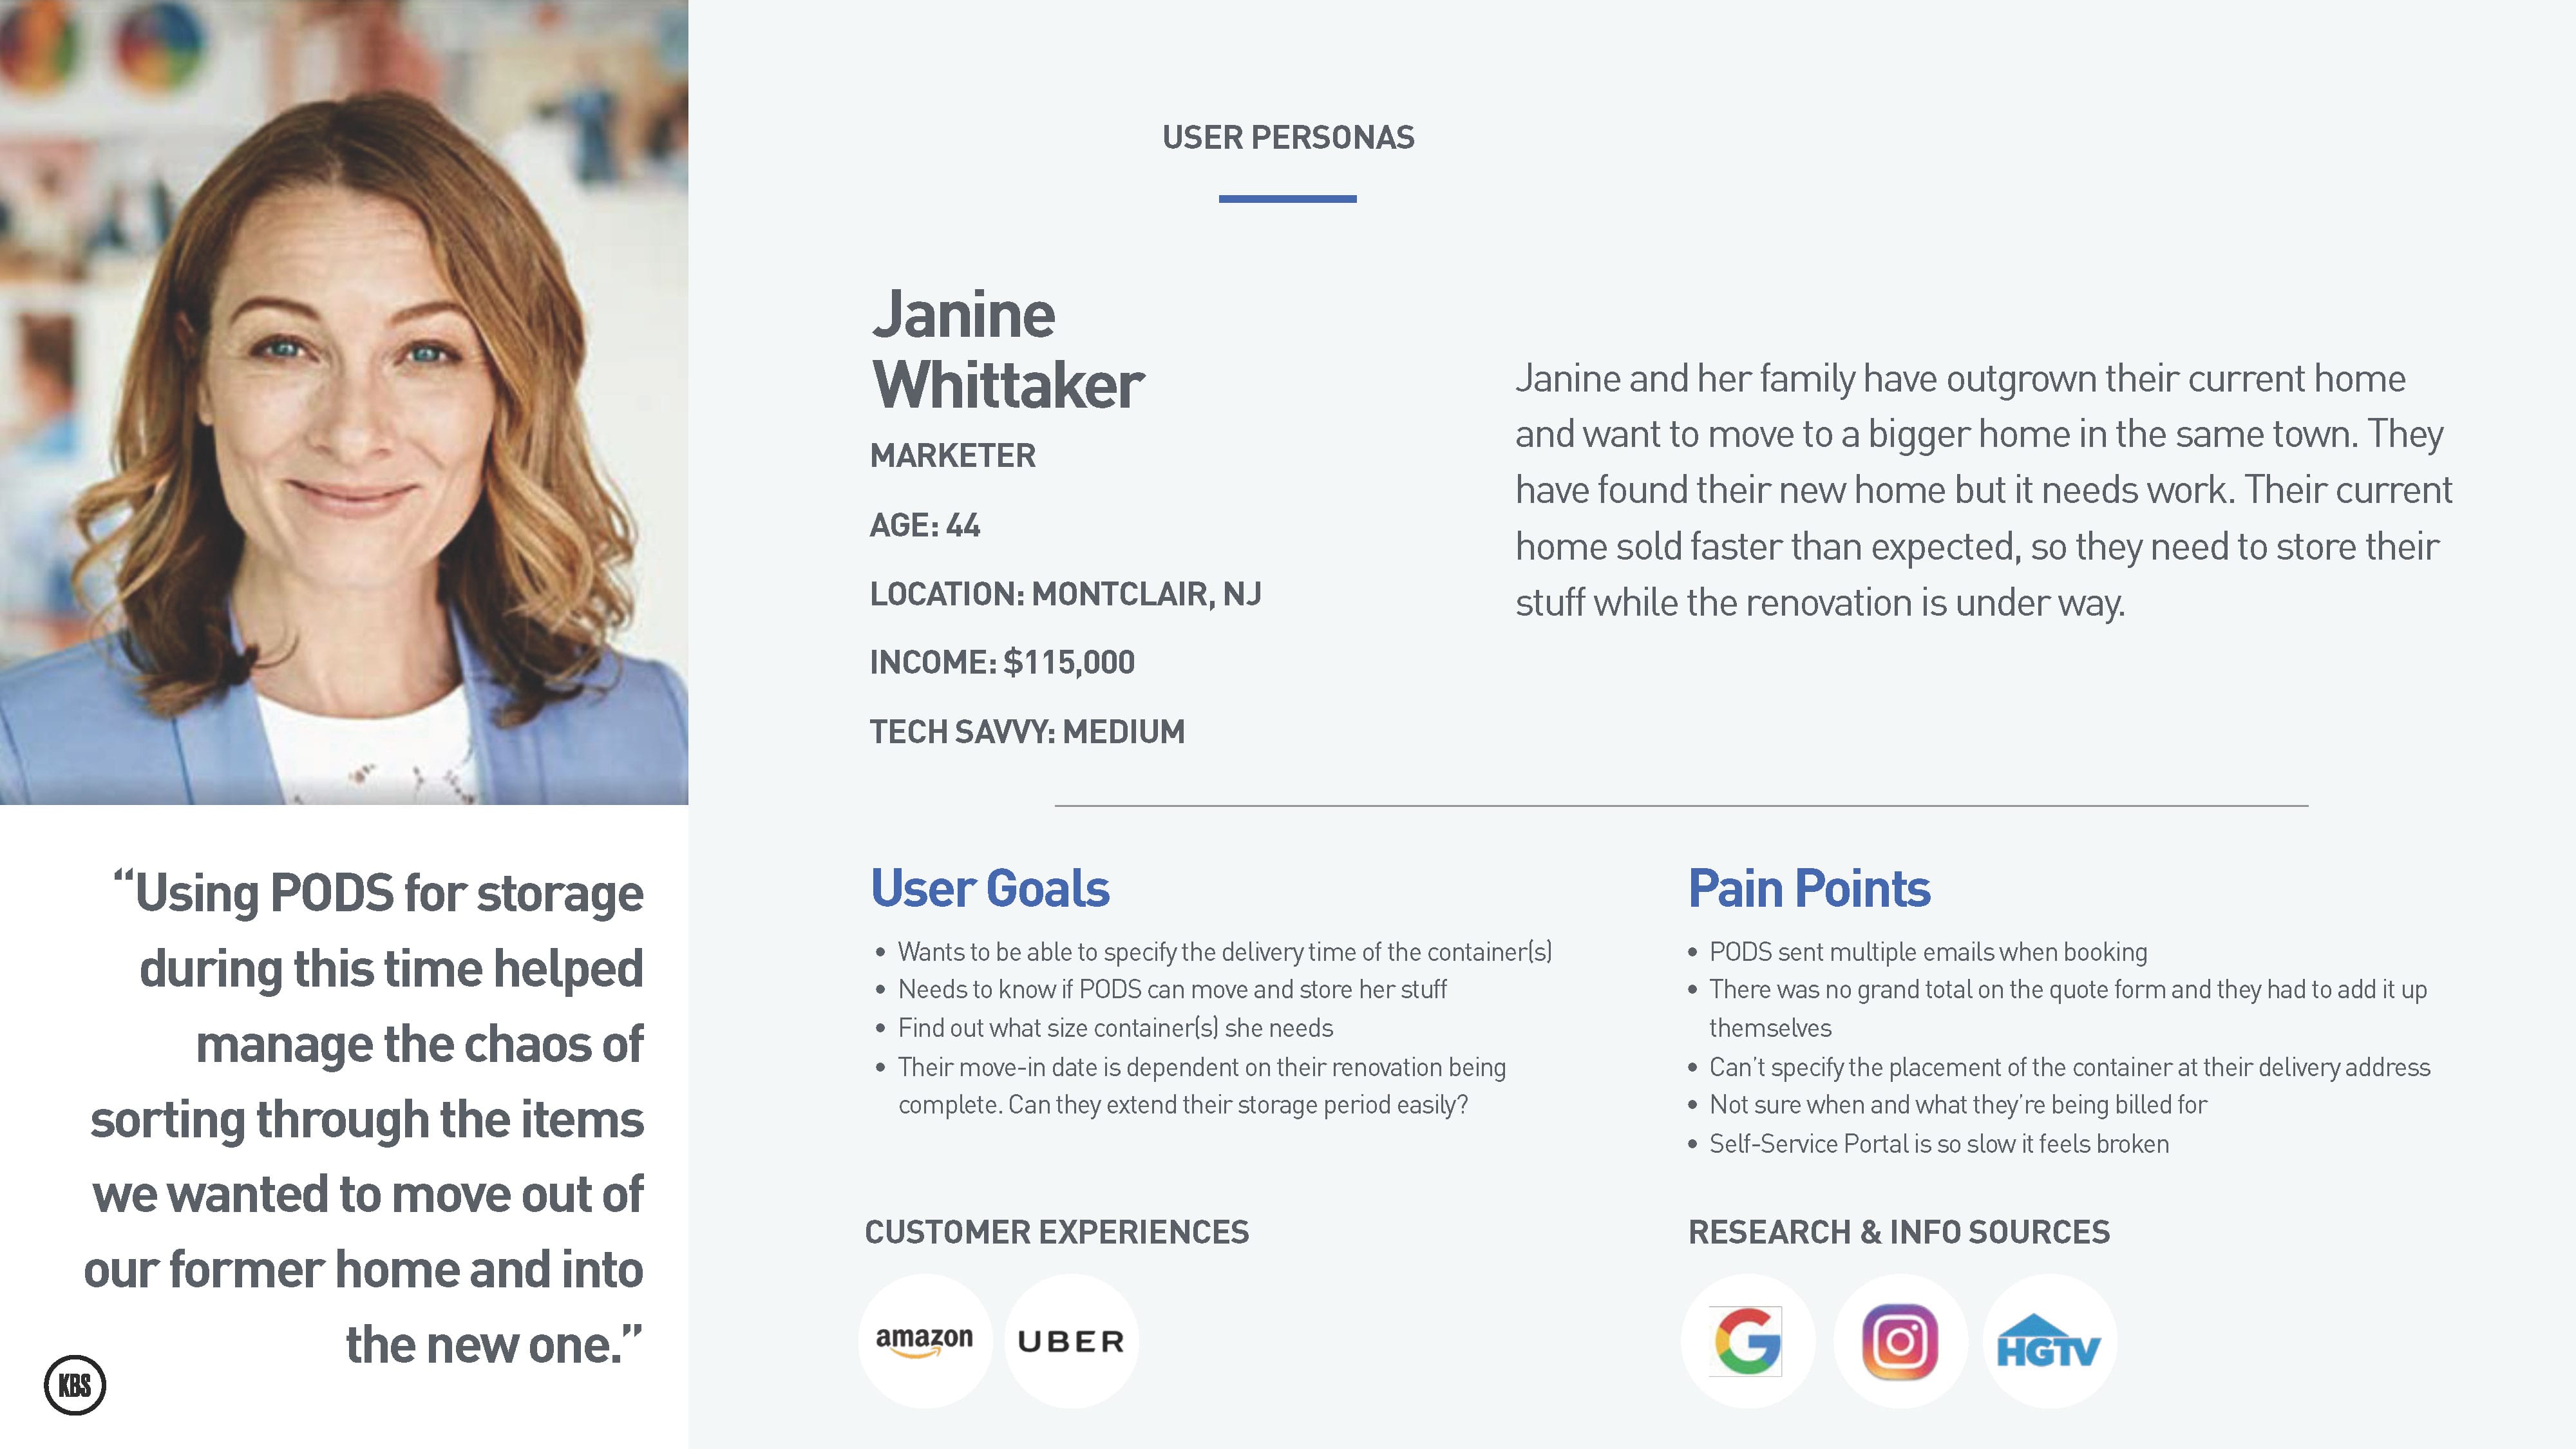 USER PERSONAS
Janine
Whittaker
MARKETER
AGE: 44
LOCATION: MONTCLAIR, NJ
INCOME: $115,000
TECH SAVVY: MEDIUM
Janine and her family have outgrown their current home
and want to move to a bigger home in the same town. They
have found their new home but it needs work. Their current
home sold faster than expected, so they need to store their
stuff while the renovation is under way.
“Using PODS for storage
during this time helped
manage the chaos of
sorting through the items
we wanted to move out of
our former home and into
the new one.”
KBS
User Goals
• Wants to be able to specify the delivery time of the container(s)
• Needs to know if PODS can move and store her stuff
• Find out what size container(s) she needs
• Their move-in date is dependent on their renovation being
complete. Can they extend their storage period easily?
Pain Points
• PODS sent multiple emails when booking
• There was no grand total on the quote form and they had to add it up
themselves
• Can’t specify the placement of the container at their delivery address
• Not sure when and what they’re being billed for
• Self-Service Portal is so slow it feels broken
CUSTOMER EXPERIENCES
amazon
UBER
RESEARCH & INFO SOURCES
G
HGTV